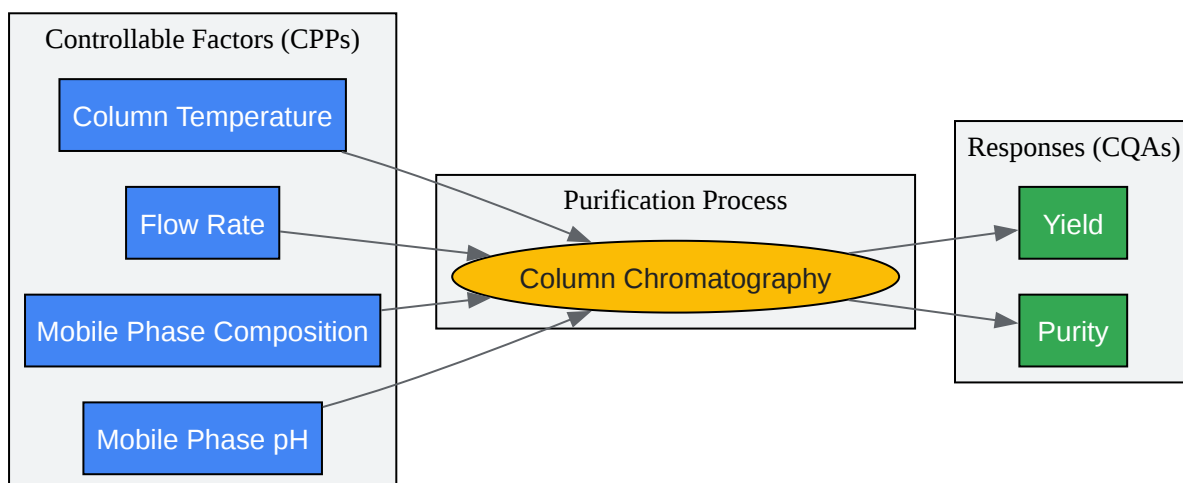 Controllable Factors (CPPs)
Column Temperature
Flow Rate
Mobile Phase Composition
Mobile Phase pH
Purification Process
Column Chromatography
Responses (CQAs)
Yield
Purity